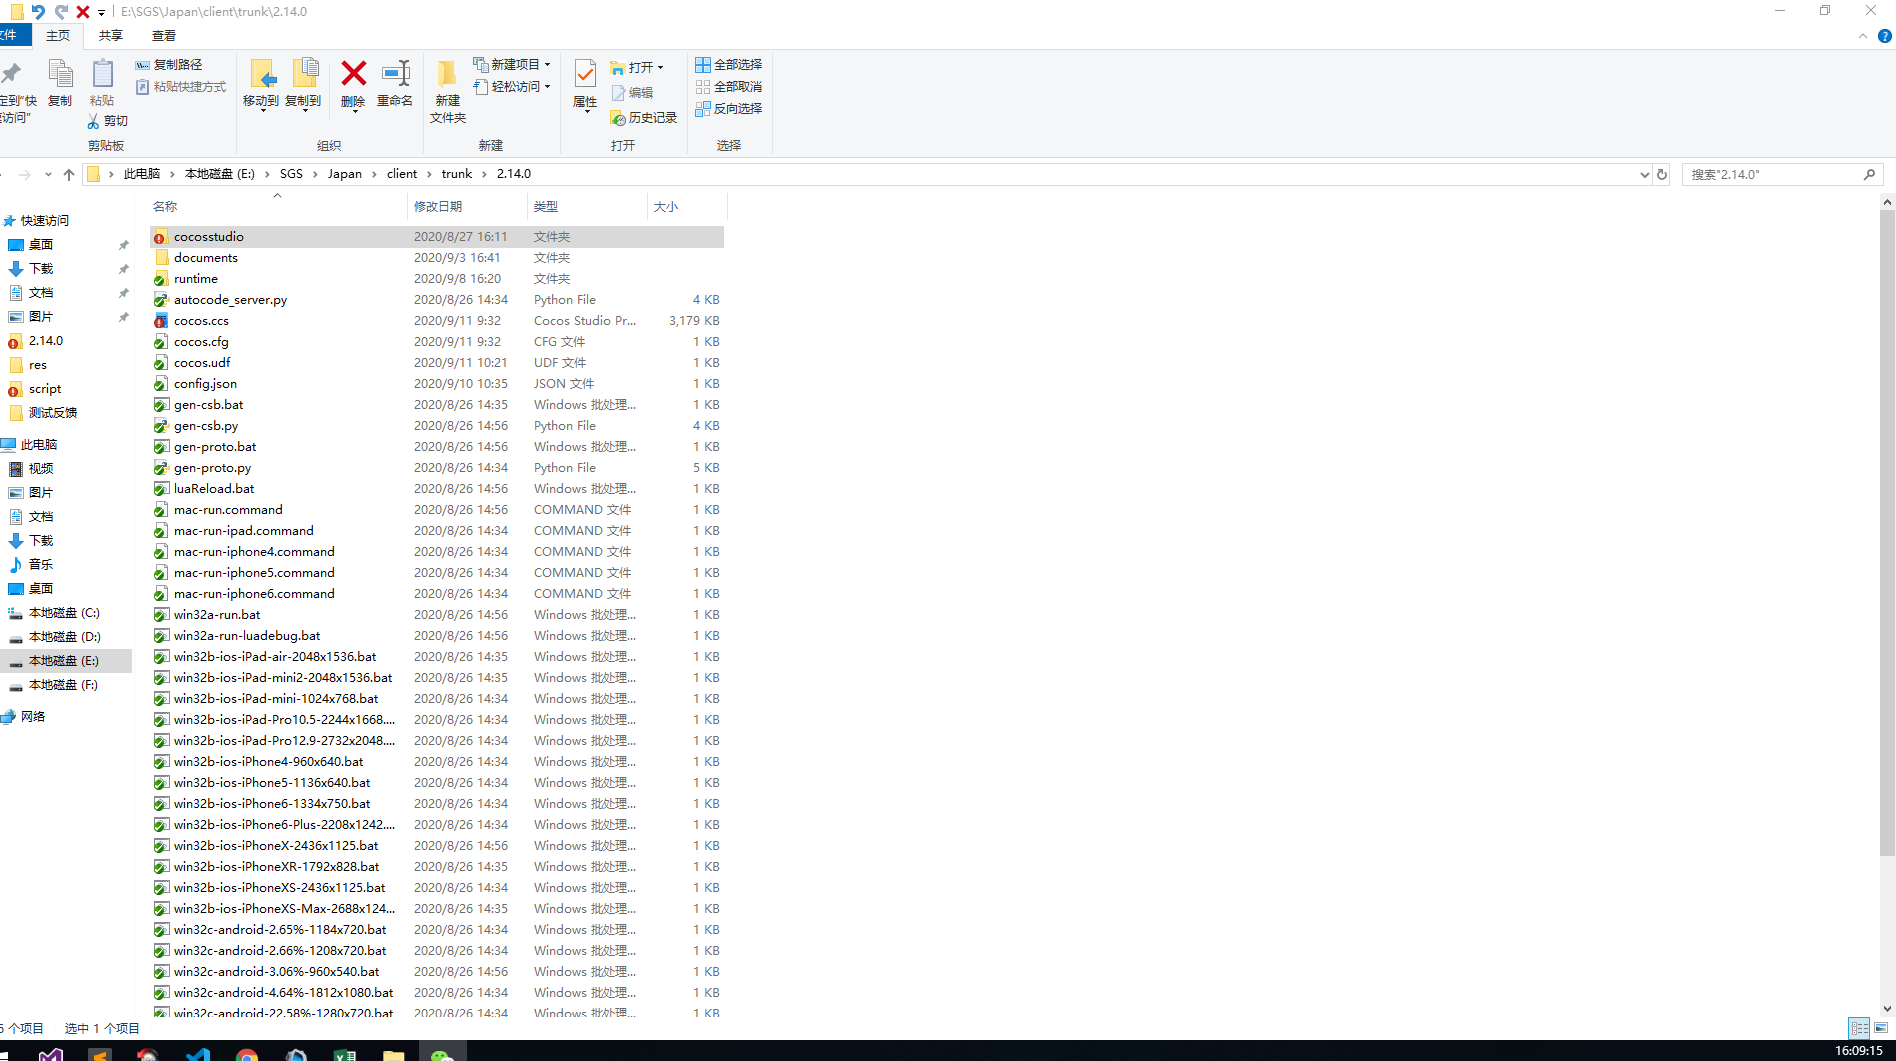 E:\SGS\Japan\client\trunk\2.14.0
文件 主页 共享 查看
定到"快 复制 粘贴 复制路径 粘贴快捷方式 移动到 复制到 删除 重命名 新建 新建项目 轻松访问 属性 打开 编辑 历史记录 全部选择 全部取消 反向选择
速访问" 剪切 文件夹
剪贴板 组织 新建 打开 选择
此电脑 本地磁盘 (E:) SGS Japan client trunk 2.14.0 搜索"2.14.0"
名称 修改日期 类型 大小
快速访问
桌面
下载
文档
图片
2.14.0
res
script
测试反馈
此电脑
视频
图片
文档
下载
音乐
桌面
本地磁盘 (C:)
本地磁盘 (D:)
本地磁盘 (E:)
本地磁盘 (F:)
网络
cocosstudio 2020/8/27 16:11 文件夹
documents 2020/9/3 16:41 文件夹
runtime 2020/9/8 16:20 文件夹
autocode_server.py 2020/8/26 14:34 Python File 4 KB
cocos.ccs 2020/9/11 9:32 Cocos Studio Pr... 3,179 KB
cocos.cfg 2020/9/11 9:32 CFG 文件 1 KB
cocos.udf 2020/9/11 10:21 UDF 文件 1 KB
config.json 2020/9/10 10:35 JSON 文件 1 KB
gen-csb.bat 2020/8/26 14:35 Windows 批处理... 1 KB
gen-csb.py 2020/8/26 14:56 Python File 4 KB
gen-proto.bat 2020/8/26 14:56 Windows 批处理... 1 KB
gen-proto.py 2020/8/26 14:34 Python File 5 KB
luaReload.bat 2020/8/26 14:56 Windows 批处理... 1 KB
mac-run.command 2020/8/26 14:56 COMMAND 文件 1 KB
mac-run-ipad.command 2020/8/26 14:34 COMMAND 文件 1 KB
mac-run-iphone4.command 2020/8/26 14:34 COMMAND 文件 1 KB
mac-run-iphone5.command 2020/8/26 14:34 COMMAND 文件 1 KB
mac-run-iphone6.command 2020/8/26 14:34 COMMAND 文件 1 KB
win32a-run.bat 2020/8/26 14:56 Windows 批处理... 1 KB
win32a-run-luadebug.bat 2020/8/26 14:56 Windows 批处理... 1 KB
win32b-ios-iPad-air-2048x1536.bat 2020/8/26 14:35 Windows 批处理... 1 KB
win32b-ios-iPad-mini2-2048x1536.bat 2020/8/26 14:35 Windows 批处理... 1 KB
win32b-ios-iPad-mini-1024x768.bat 2020/8/26 14:34 Windows 批处理... 1 KB
win32b-ios-iPad-Pro10.5-2244x1668.... 2020/8/26 14:34 Windows 批处理... 1 KB
win32b-ios-iPad-Pro12.9-2732x2048.... 2020/8/26 14:34 Windows 批处理... 1 KB
win32b-ios-iPhone4-960x640.bat 2020/8/26 14:34 Windows 批处理... 1 KB
win32b-ios-iPhone5-1136x640.bat 2020/8/26 14:34 Windows 批处理... 1 KB
win32b-ios-iPhone6-1334x750.bat 2020/8/26 14:34 Windows 批处理... 1 KB
win32b-ios-iPhone6-Plus-2208x1242.... 2020/8/26 14:34 Windows 批处理... 1 KB
win32b-ios-iPhoneX-2436x1125.bat 2020/8/26 14:56 Windows 批处理... 1 KB
win32b-ios-iPhoneXR-1792x828.bat 2020/8/26 14:35 Windows 批处理... 1 KB
win32b-ios-iPhoneXS-2436x1125.bat 2020/8/26 14:34 Windows 批处理... 1 KB
win32b-ios-iPhoneXS-Max-2688x124... 2020/8/26 14:35 Windows 批处理... 1 KB
win32c-android-2.65%-1184x720.bat 2020/8/26 14:34 Windows 批处理... 1 KB
win32c-android-2.66%-1208x720.bat 2020/8/26 14:34 Windows 批处理... 1 KB
win32c-android-3.06%-960x540.bat 2020/8/26 14:56 Windows 批处理... 1 KB
win32c-android-4.64%-1812x1080.bat 2020/8/26 14:34 Windows 批处理... 1 KB
win32c-android-22.58%-1280x720.bat 2020/8/26 14:34 Windows 批处理... 1 KB
个项目 选中 1 个项目
16:09:15